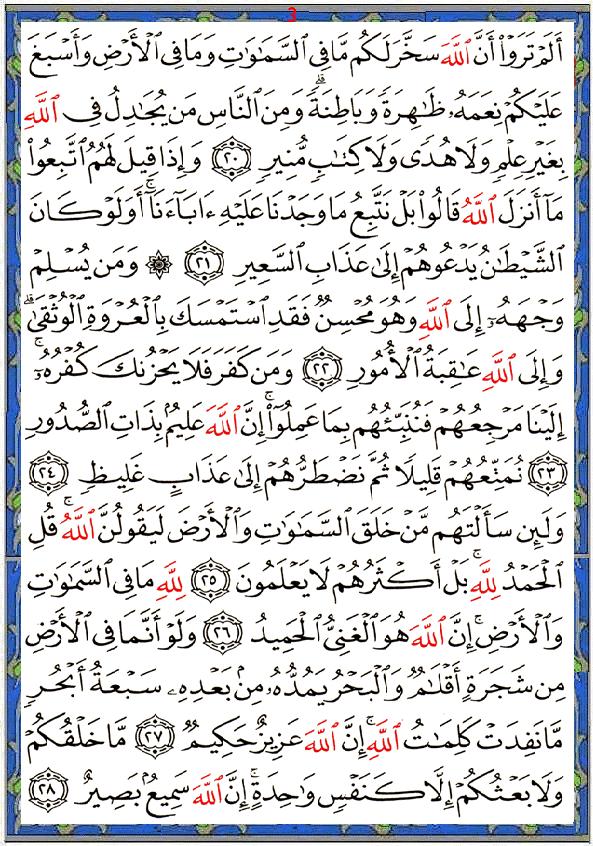 3
أَلَمْ تَرَوْا۟ أَنَّ ٱللَّهَ سَخَّرَ لَكُم مَّا فِى ٱلسَّمَٰوَٰتِ وَمَا فِى ٱلْأَرْضِ وَأَسْبَغَ
عَلَيْكُمْ نِعَمَهُۥ ظَٰهِرَةً وَبَاطِنَةً ۗ وَمِنَ ٱلنَّاسِ مَن يُجَٰدِلُ فِى ٱللَّهِ
بِغَيْرِ عِلْمٍ وَلَا هُدًى وَلَا كِتَٰبٍ مُّنِيرٍ ٢٠ وَإِذَا قِيلَ لَهُمُ ٱتَّبِعُوا۟
مَآ أَنزَلَ ٱللَّهُ قَالُوا۟ بَلْ نَتَّبِعُ مَا وَجَدْنَا عَلَيْهِ ءَابَآءَنَآ ۚ أَوَلَوْ كَانَ
ٱلشَّيْطَٰنُ يَدْعُوهُمْ إِلَىٰ عَذَابِ ٱلسَّعِيرِ ٢١ ۞ وَمَن يُسْلِمْ
وَجْهَهُۥٓ إِلَى ٱللَّهِ وَهُوَ مُحْسِنٌ فَقَدِ ٱسْتَمْسَكَ بِٱلْعُرْوَةِ ٱلْوُثْقَىٰ ۗ
وَإِلَى ٱللَّهِ عَٰقِبَةُ ٱلْأُمُورِ ٢٢ وَمَن كَفَرَ فَلَا يَحْزُنكَ كُفْرُهُۥٓ ۚ
إِلَيْنَا مَرْجِعُهُمْ فَنُنَبِّئُهُم بِمَا عَمِلُوٓا۟ ۚ إِنَّ ٱللَّهَ عَلِيمٌۢ بِذَاتِ ٱلصُّدُورِ
٢٣ نُمَتِّعُهُمْ قَلِيلًا ثُمَّ نَضْطَرُّهُمْ إِلَىٰ عَذَابٍ غَلِيظٍ ٢٤
وَلَئِن سَأَلْتَهُم مَّنْ خَلَقَ ٱلسَّمَٰوَٰتِ وَٱلْأَرْضَ لَيَقُولُنَّ ٱللَّهُ ۚ قُلِ
ٱلْحَمْدُ لِلَّهِ ۚ بَلْ أَكْثَرُهُمْ لَا يَعْلَمُونَ ٢٥ لِلَّهِ مَا فِى ٱلسَّمَٰوَٰتِ
وَٱلْأَرْضِ ۚ إِنَّ ٱللَّهَ هُوَ ٱلْغَنِىُّ ٱلْحَمِيدُ ٢٦ وَلَوْ أَنَّمَا فِى ٱلْأَرْضِ
مِن شَجَرَةٍ أَقْلَٰمٌ وَٱلْبَحْرُ يَمُدُّهُۥ مِنۢ بَعْدِهِۦ سَبْعَةُ أَبْحُرٍ
مَّا نَفِدَتْ كَلِمَٰتُ ٱللَّهِ ۗ إِنَّ ٱللَّهَ عَزِيزٌ حَكِيمٌ ٢٧ مَّا خَلْقُكُمْ
وَلَا بَعْثُكُمْ إِلَّا كَنَفْسٍ وَٰحِدَةٍ ۗ إِنَّ ٱللَّهَ سَمِيعٌۢ بَصِيرٌ ٢٨